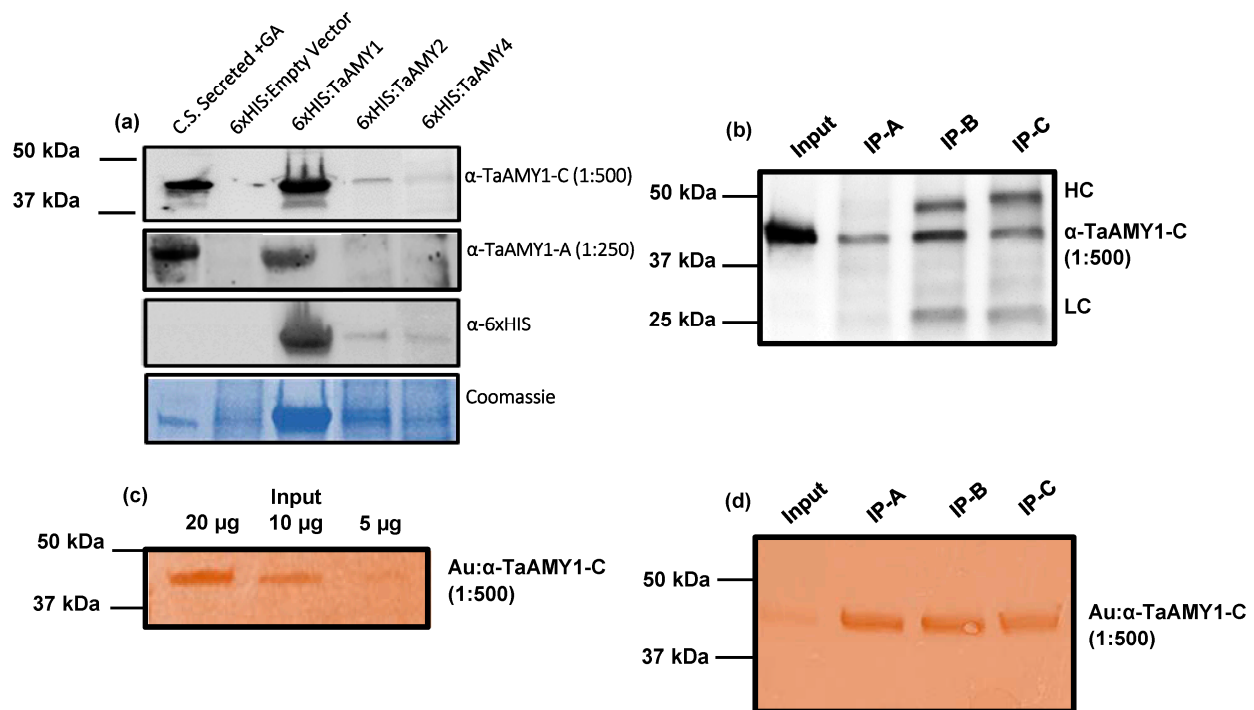 (a)
C.S. Secreted +GA
6xHIS:Empty Vector
6xHIS:TaAMY1
6xHIS:TaAMY2
6xHIS:TaAMY4
50 kDa
37 kDa
α-TaAMY1-C (1:500)
α-TaAMY1-A (1:250)
α-6xHIS
Coomassie
(b)
Input
IP-A
IP-B
IP-C
50 kDa
37 kDa
25 kDa
HC
α-TaAMY1-C
(1:500)
LC
(c)
Input
20 µg
10 µg
5 µg
50 kDa
37 kDa
Au:α-TaAMY1-C
(1:500)
(d)
Input
IP-A
IP-B
IP-C
50 kDa
37 kDa
Au:α-TaAMY1-C
(1:500)